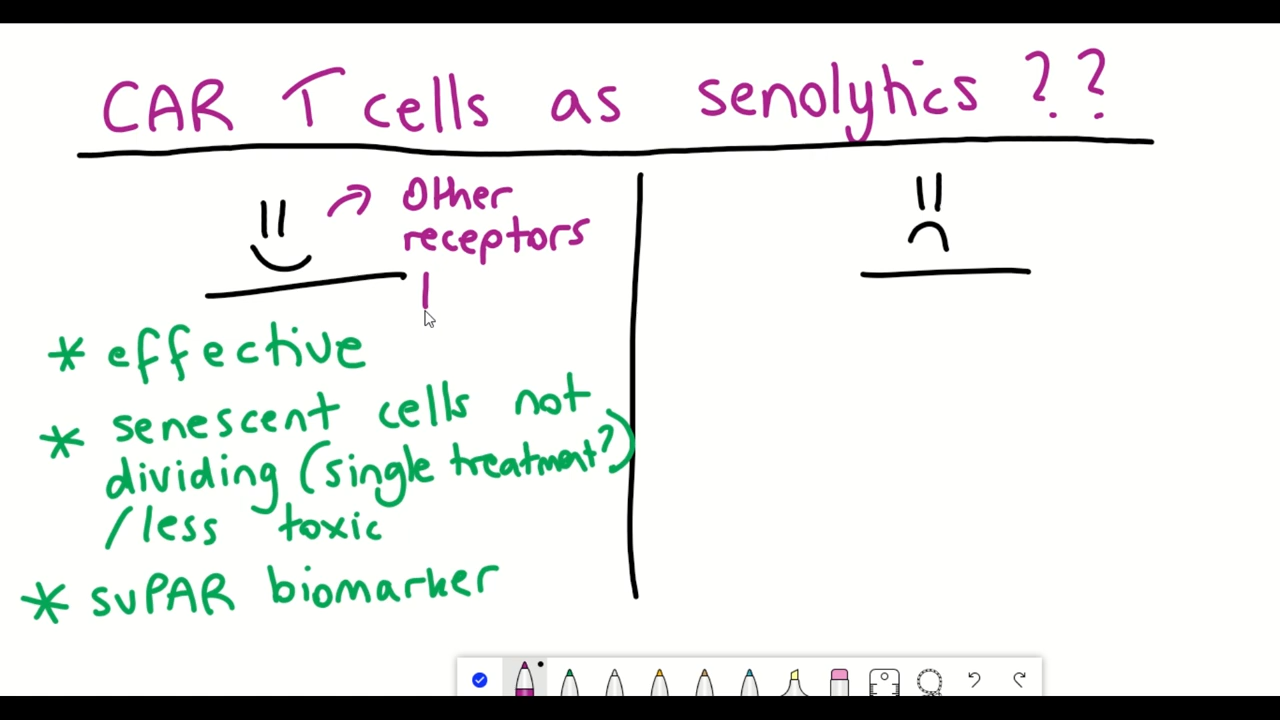 CAR T cells as senolytics ??
Other
receptors
* effective
* senescent cells not
dividing (single treatment?)
/less toxic
* suPAR biomarker